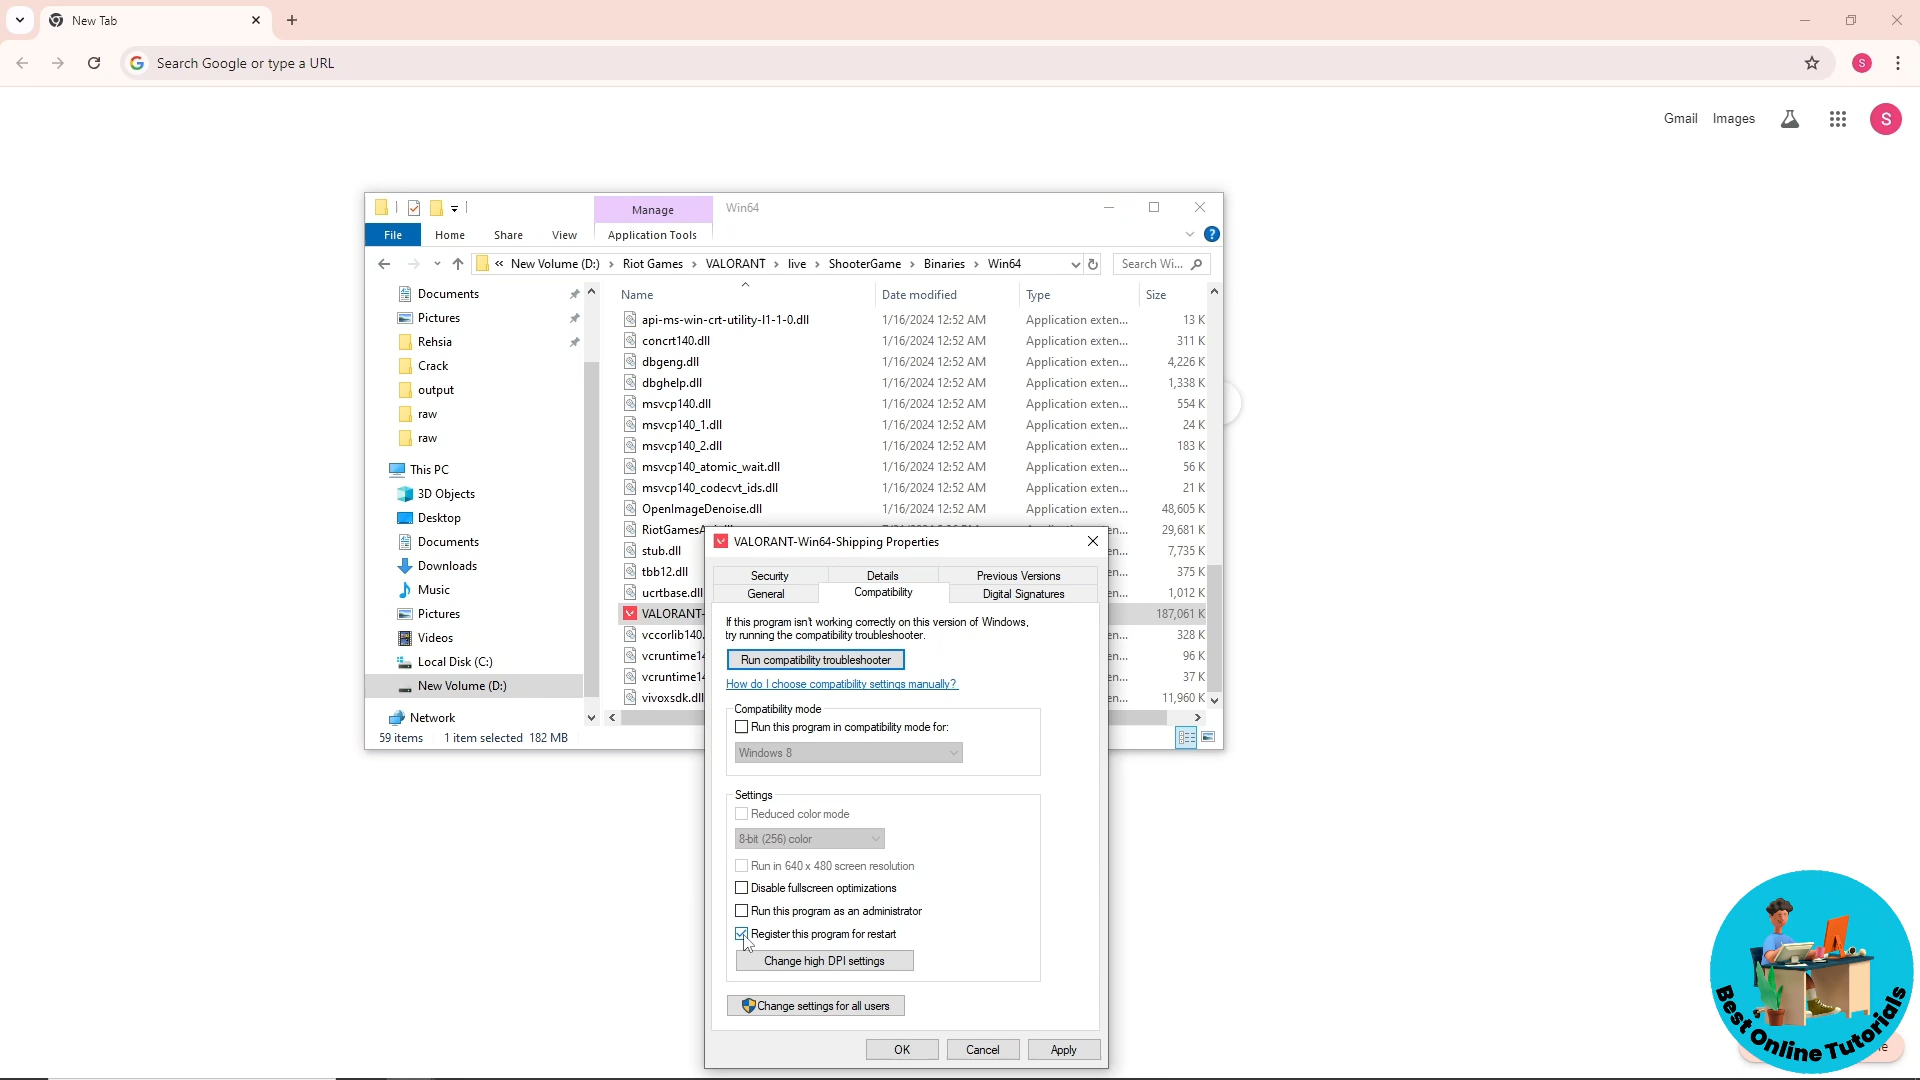 New Tab
Search Google or type a URL
S
Gmail Images
S
Manage Win64
File Home Share View Application Tools
« New Volume (D:) › Riot Games › VALORANT › live › ShooterGame › Binaries › Win64
Search Wi...
Documents
Pictures
Rehsia
Crack
output
raw
raw
This PC
3D Objects
Desktop
Documents
Downloads
Music
Pictures
Videos
Local Disk (C:)
New Volume (D:)
Network
Name Date modified Type Size
api-ms-win-crt-utility-l1-1-0.dll 1/16/2024 12:52 AM Application exten... 13 K
concrt140.dll 1/16/2024 12:52 AM Application exten... 311 K
dbgeng.dll 1/16/2024 12:52 AM Application exten... 4,226 K
dbghelp.dll 1/16/2024 12:52 AM Application exten... 1,338 K
msvcp140.dll 1/16/2024 12:52 AM Application exten... 554 K
msvcp140_1.dll 1/16/2024 12:52 AM Application exten... 24 K
msvcp140_2.dll 1/16/2024 12:52 AM Application exten... 183 K
msvcp140_atomic_wait.dll 1/16/2024 12:52 AM Application exten... 56 K
msvcp140_codecvt_ids.dll 1/16/2024 12:52 AM Application exten... 21 K
OpenImageDenoise.dll 1/16/2024 12:52 AM Application exten... 48,605 K
RiotGamesA en... 29,681 K
stub.dll en... 7,735 K
tbb12.dll en... 375 K
ucrtbase.dll en... 1,012 K
VALORANT- 187,061 K
vccorlib140. en... 328 K
vcruntime14 en... 96 K
vcruntime14 en... 37 K
vivoxsdk.dll en... 11,960 K
59 items 1 item selected 182 MB
VALORANT-Win64-Shipping Properties
Security Details Previous Versions
General Compatibility Digital Signatures
If this program isn't working correctly on this version of Windows,
try running the compatibility troubleshooter.
Run compatibility troubleshooter
How do I choose compatibility settings manually?
Compatibility mode
Run this program in compatibility mode for:
Windows 8
Settings
Reduced color mode
8-bit (256) color
Run in 640 x 480 screen resolution
Disable fullscreen optimizations
Run this program as an administrator
Register this program for restart
Change high DPI settings
Change settings for all users
OK Cancel Apply
Best Online Tutorials